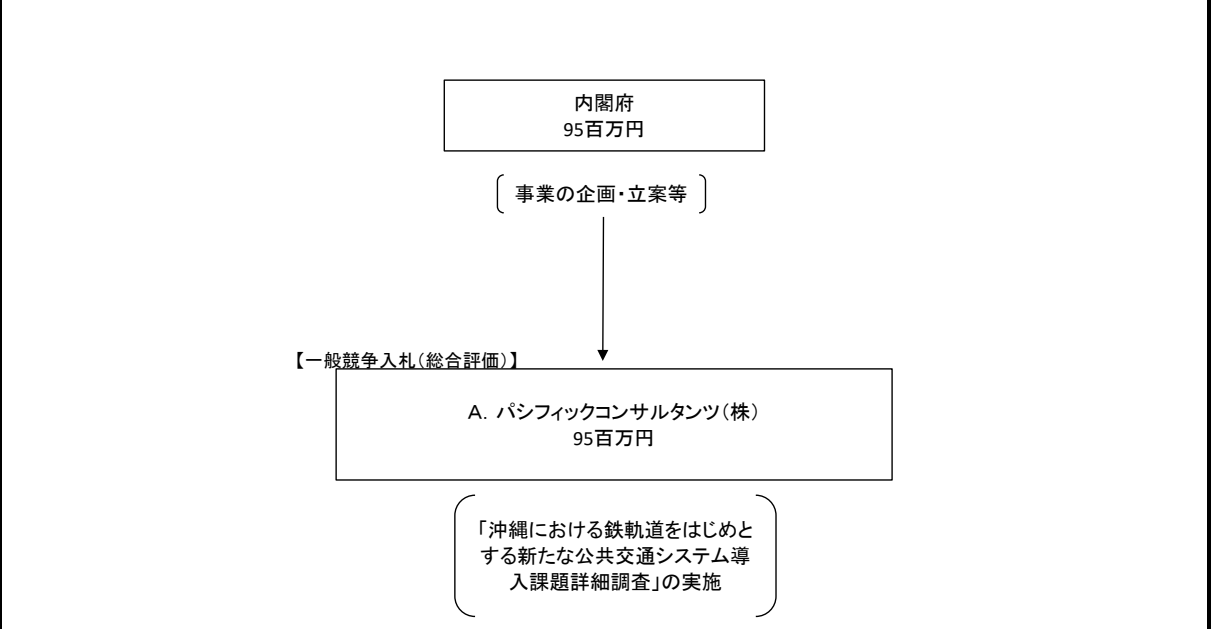 内閣府
95百万円
事業の企画・立案等
【一般競争入札（総合評価）】
A．パシフィックコンサルタンツ（株）
95百万円
「沖縄における鉄軌道をはじめと
する新たな公共交通システム導
入課題詳細調査」の実施